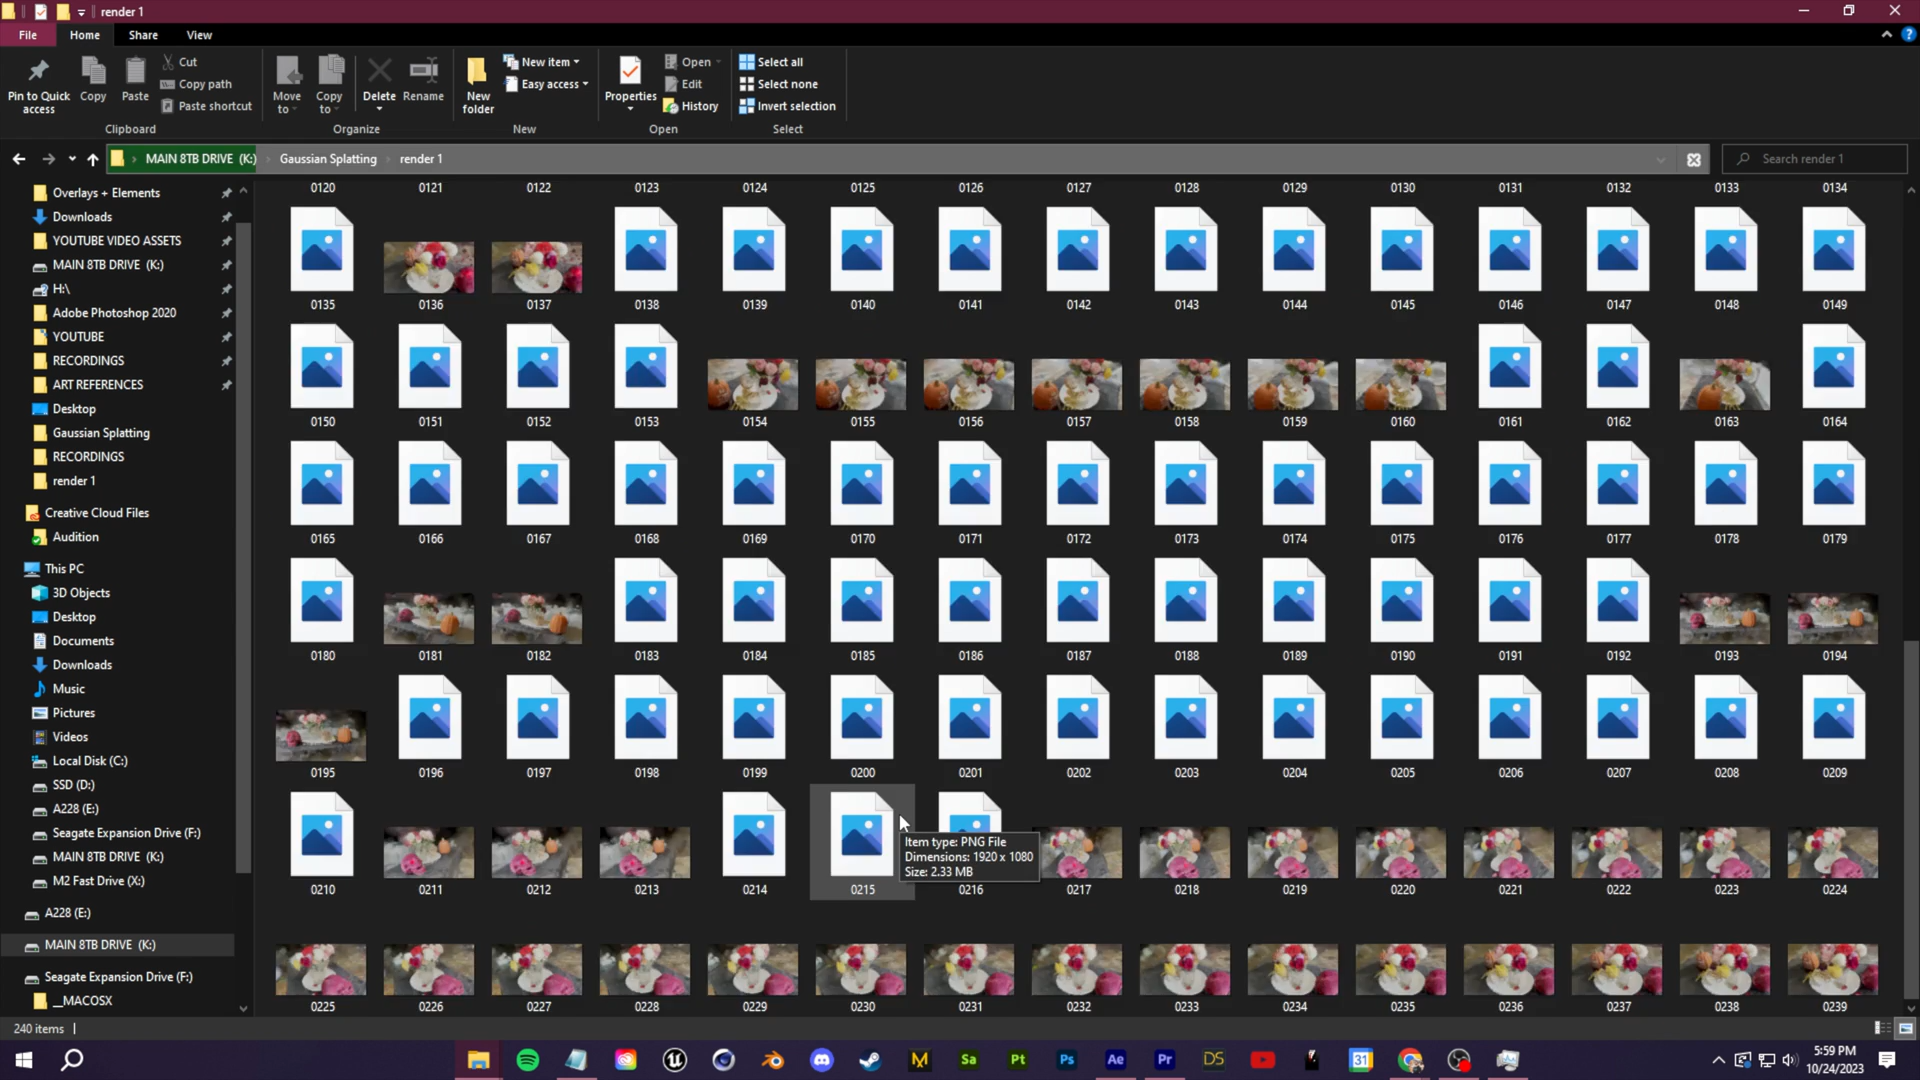 render 1
File
Home
Share
View
Pin to Quick access
Copy
Paste
Cut
Copy path
Paste shortcut
Clipboard
Move to
Copy to
Delete
Rename
Organize
New folder
New item
Easy access
New
Properties
Open
Edit
History
Open
Select all
Select none
Invert selection
Select
MAIN 8TB DRIVE (K:)
Gaussian Splatting
render 1
Search render 1
Overlays + Elements
Downloads
YOUTUBE VIDEO ASSETS
MAIN 8TB DRIVE (K:)
H:\
Adobe Photoshop 2020
YOUTUBE
RECORDINGS
ART REFERENCES
Desktop
Gaussian Splatting
RECORDINGS
render 1
Creative Cloud Files
Audition
This PC
3D Objects
Desktop
Documents
Downloads
Music
Pictures
Videos
Local Disk (C:)
SSD (D:)
A228 (E:)
Seagate Expansion Drive (F:)
MAIN 8TB DRIVE (K:)
M2 Fast Drive (X:)
A228 (E:)
MAIN 8TB DRIVE (K:)
Seagate Expansion Drive (F:)
__MACOSX
0120 0121 0122 0123 0124 0125 0126 0127 0128 0129 0130 0131 0132 0133 0134
0135 0136 0137 0138 0139 0140 0141 0142 0143 0144 0145 0146 0147 0148 0149
0150 0151 0152 0153 0154 0155 0156 0157 0158 0159 0160 0161 0162 0163 0164
0165 0166 0167 0168 0169 0170 0171 0172 0173 0174 0175 0176 0177 0178 0179
0180 0181 0182 0183 0184 0185 0186 0187 0188 0189 0190 0191 0192 0193 0194
0195 0196 0197 0198 0199 0200 0201 0202 0203 0204 0205 0206 0207 0208 0209
Item type: PNG File
Dimensions: 1920 x 1080
Size: 2.33 MB
0210 0211 0212 0213 0214 0215 0216 0217 0218 0219 0220 0221 0222 0223 0224
0225 0226 0227 0228 0229 0230 0231 0232 0233 0234 0235 0236 0237 0238 0239
240 items
M
Sa
Pt
Ps
Ae
Pr
DS
31
5:59 PM
10/24/2023